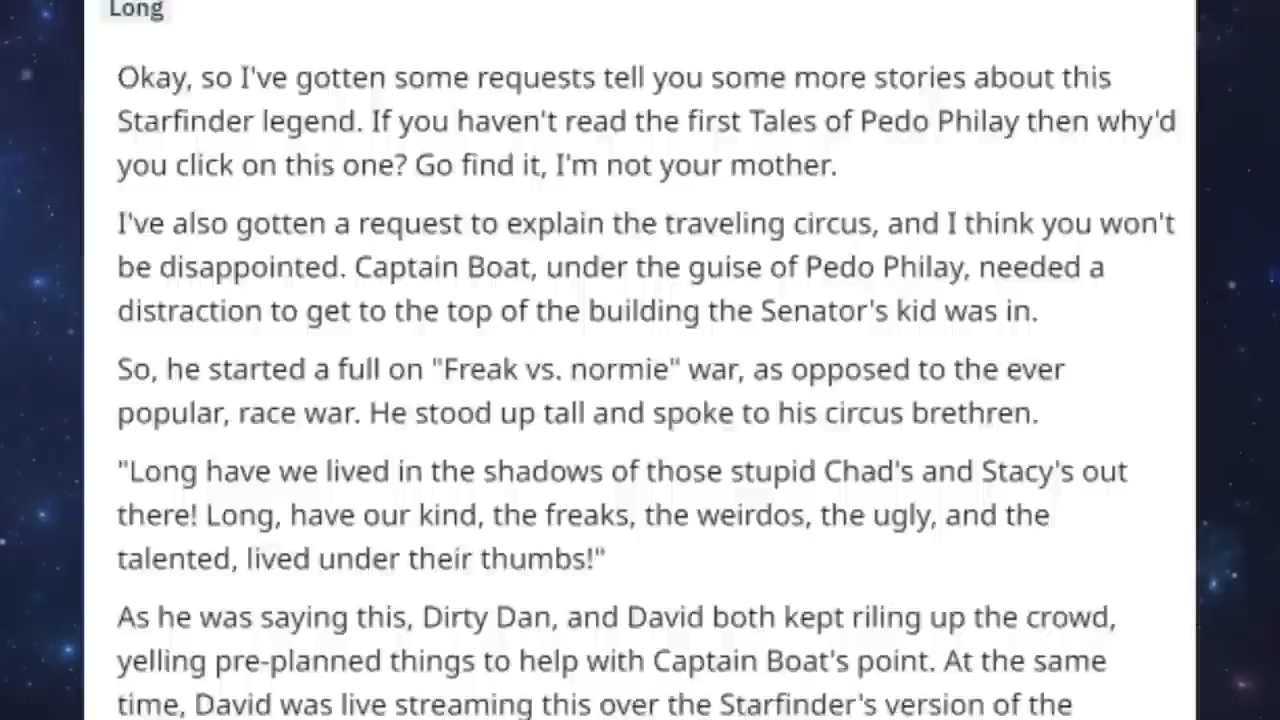 Long
Okay, so I've gotten some requests tell you some more stories about this
Starfinder legend. If you haven't read the first Tales of Pedo Philay then why'd
you click on this one? Go find it, I'm not your mother.
I've also gotten a request to explain the traveling circus, and I think you won't
be disappointed. Captain Boat, under the guise of Pedo Philay, needed a
distraction to get to the top of the building the Senator's kid was in.
So, he started a full on "Freak vs. normie" war, as opposed to the ever
popular, race war. He stood up tall and spoke to his circus brethren.
"Long have we lived in the shadows of those stupid Chad's and Stacy's out
there! Long, have our kind, the freaks, the weirdos, the ugly, and the
talented, lived under their thumbs!"
As he was saying this, Dirty Dan, and David both kept riling up the crowd,
yelling pre-planned things to help with Captain Boat's point. At the same
time, David was live streaming this over the Starfinder's version of the